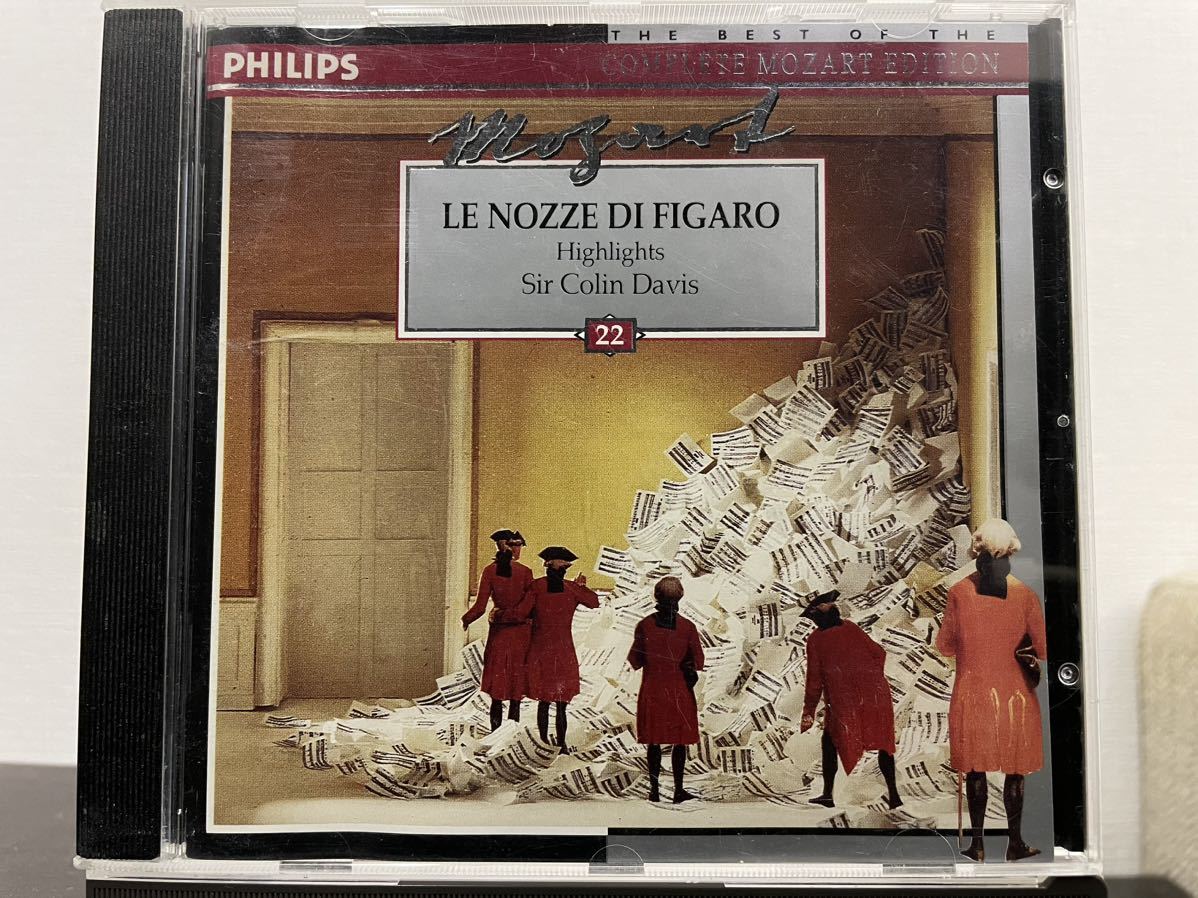 THE BEST OF THE
PHILIPS
COMPLETE MOZART EDITION
Mozart
LE NOZZE DI FIGARO
Highlights
Sir Colin Davis
22